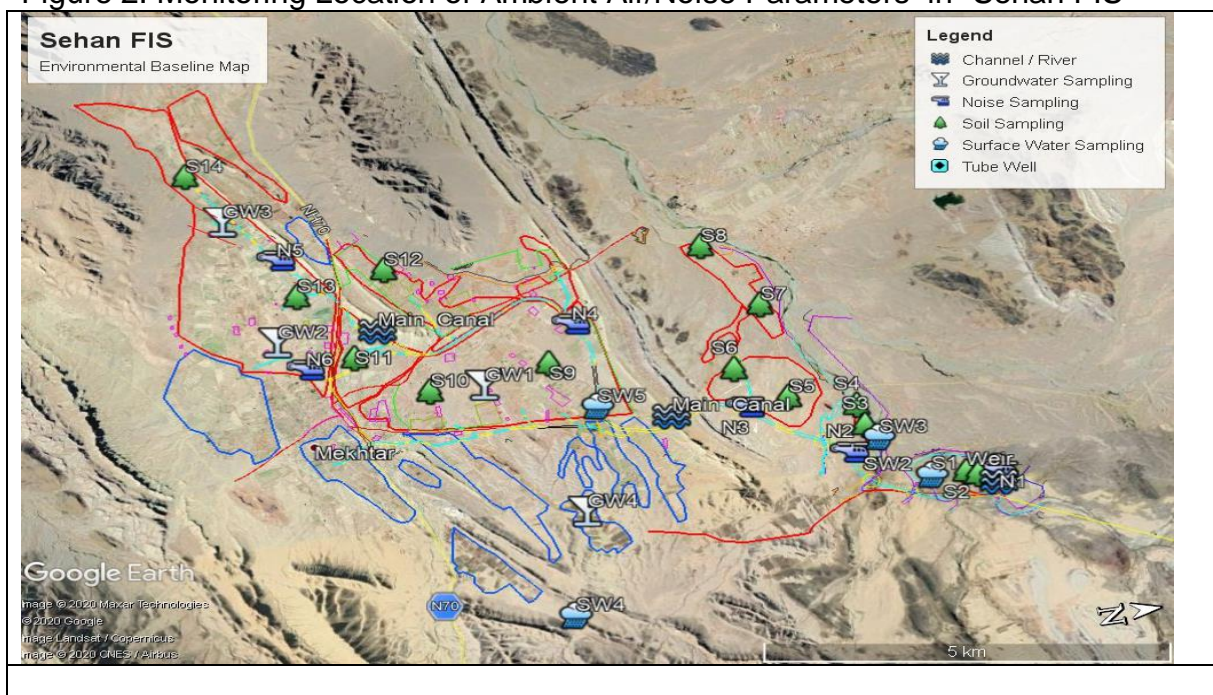 Figure 2: Monitoring Location of Ambient Air/Noise Parameters in Sehan FIS
Sehan FIS
Environmental Baseline Map
Legend
Channel / River
Groundwater Sampling
Noise Sampling
Soil Sampling
Surface Water Sampling
Tube Well
S14
GW3
N-70
N5
S12
S8
S13
S7
Main Canal
N4
GW2
N6
S11
S6
S10
GW1
S9
S5
S4
SW5
Main Canal
S3
N3
N2
SW3
Mekhtar
SW2
S1
Weir
S2
N1
GW4
Google Earth
N70
SW4
Image © 2020 Maxar Technologies
© 2020 Google
Image Landsat / Copernicus
Image © 2020 CNES / Airbus
N
5 km